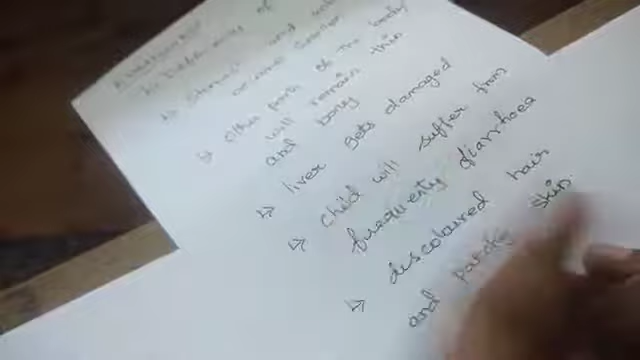 of
→ stomach and
→ other parts of the body
will remain thin
and bony
→ liver gets damaged
→ child will suffer from
frequently diarrhoea
→ discoloured hair
and patchy skin.